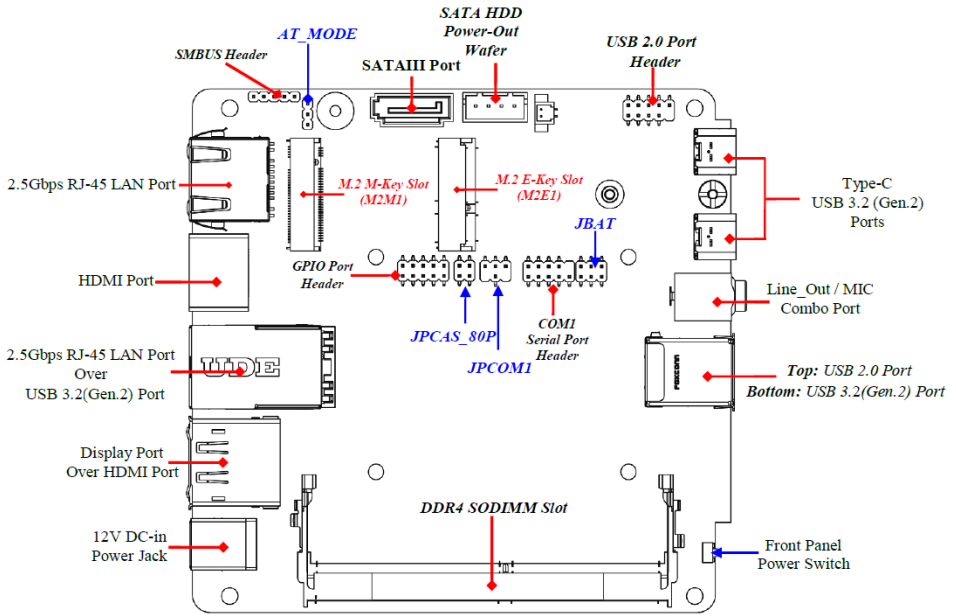 SATA HDD
Power-Out
Wafer
AT_MODE
USB 2.0 Port
Header
SMBUS Header
SATAIII Port
2.5Gbps RJ-45 LAN Port
M.2 M-Key Slot
(M2M1)
M.2 E-Key Slot
(M2E1)
Type-C
USB 3.2 (Gen.2)
Ports
JBAT
GPIO Port
Header
HDMI Port
Line_Out / MIC
Combo Port
JPCAS_80P
JPCOM1
COM1
Serial Port
Header
2.5Gbps RJ-45 LAN Port
Over
USB 3.2(Gen.2) Port
UDE
Foxconn
Top: USB 2.0 Port
Bottom: USB 3.2(Gen.2) Port
Display Port
Over HDMI Port
DDR4 SODIMM Slot
12V DC-in
Power Jack
Front Panel
Power Switch